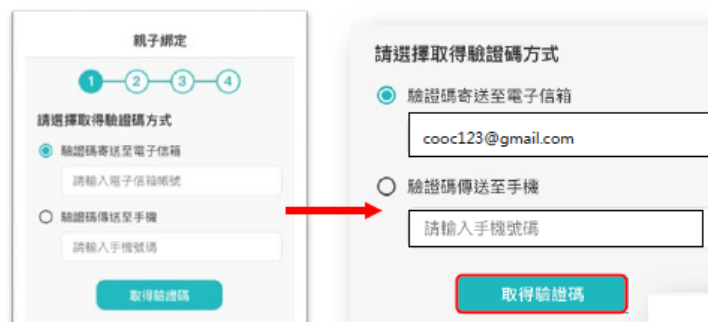 親子綁定
1 2 3 4
請選擇取得驗證碼方式
驗證碼寄送至電子信箱
請輸入電子信箱帳號
驗證碼傳送至手機
請輸入手機號碼
取得驗證碼
請選擇取得驗證碼方式
驗證碼寄送至電子信箱
cooc123@gmail.com
驗證碼傳送至手機
請輸入手機號碼
取得驗證碼